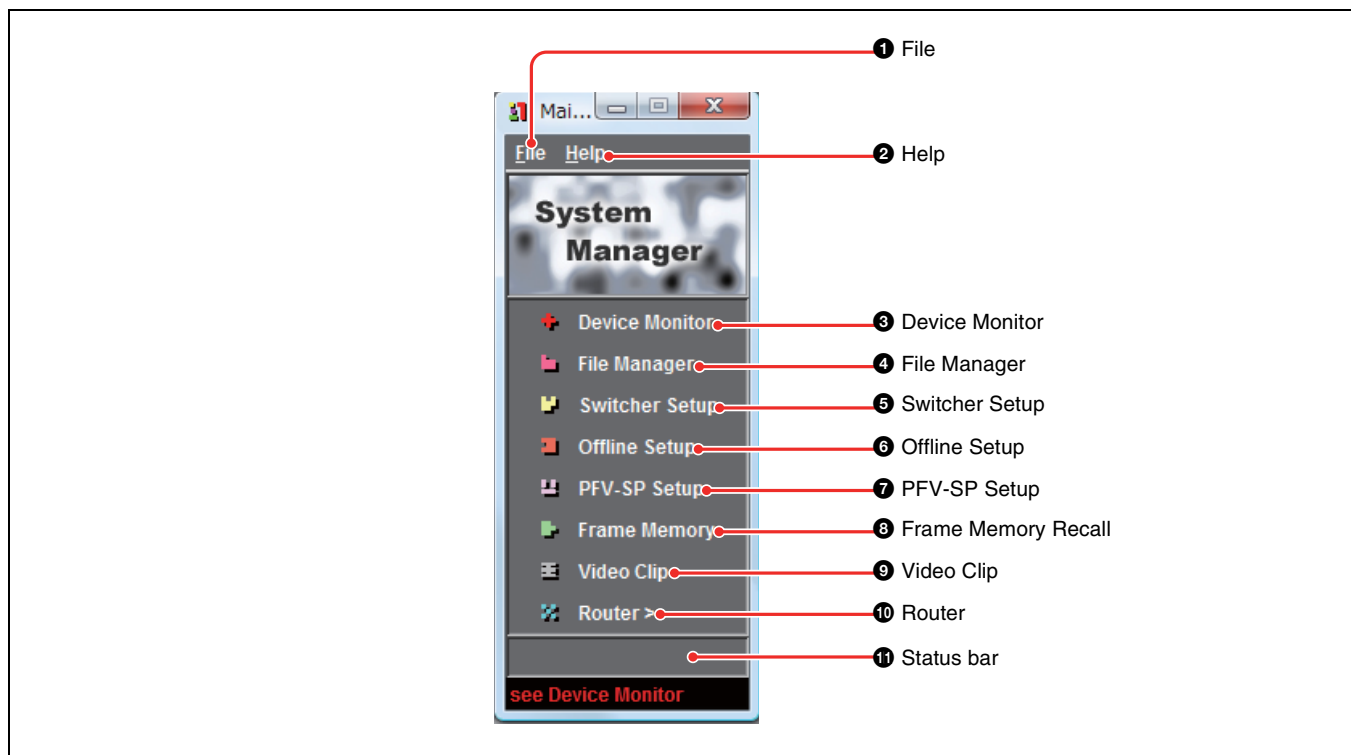 ❶ File
Mai...
File Help
❷ Help
System
Manager
Device Monitor
❸ Device Monitor
File Manager
❹ File Manager
Switcher Setup
❺ Switcher Setup
Offline Setup
❻ Offline Setup
PFV-SP Setup
❼ PFV-SP Setup
Frame Memory
❽ Frame Memory Recall
Video Clip
❾ Video Clip
Router >
❿ Router
⓫ Status bar
see Device Monitor